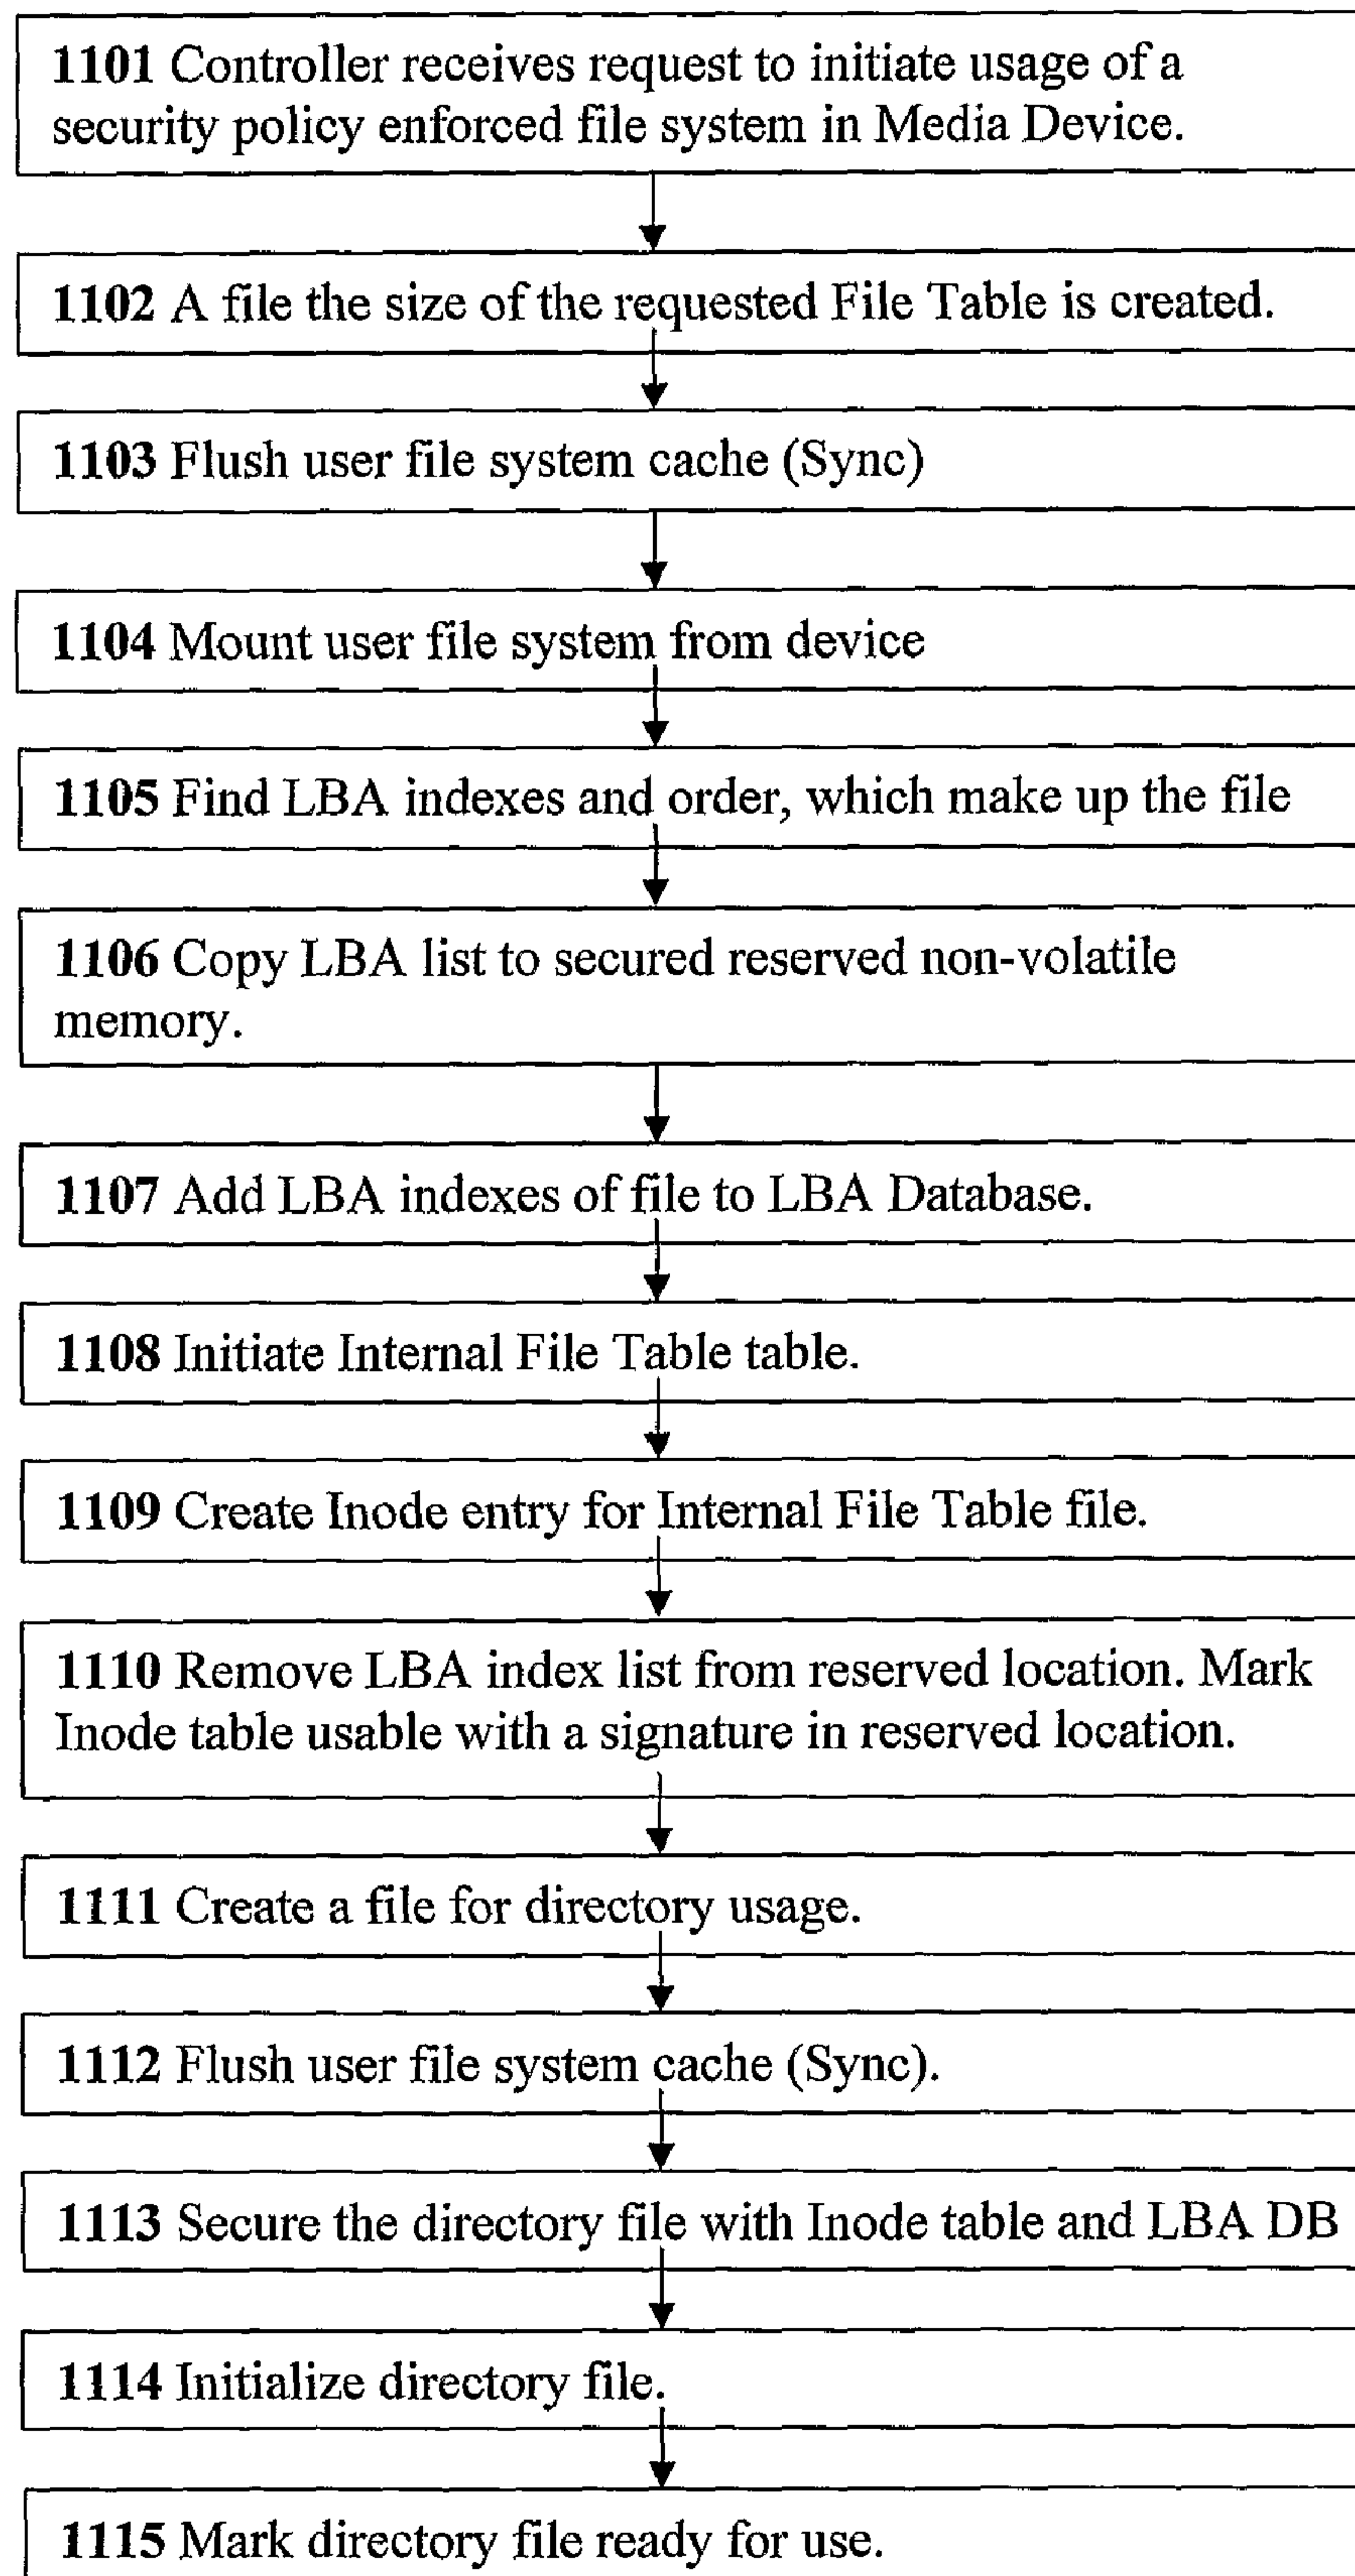 1101 Controller receives request to initiate usage of a
security policy enforced file system in Media Device.
1102 A file the size of the requested File Table is created.
1103 Flush user file system cache (Sync)
1104 Mount user file system from device
1105 Find LBA indexes and order, which make up the file
1106 Copy LBA list to secured reserved non-volatile
memory.
1107 Add LBA indexes of file to LBA Database.
1108 Initiate Internal File Table table.
1109 Create Inode entry for Internal File Table file.
1110 Remove LBA index list from reserved location. Mark
Inode table usable with a signature in reserved location.
1111 Create a file for directory usage.
1112 Flush user file system cache (Sync).
1113 Secure the directory file with Inode table and LBA DB
1114 Initialize directory file.
1115 Mark directory file ready for use.